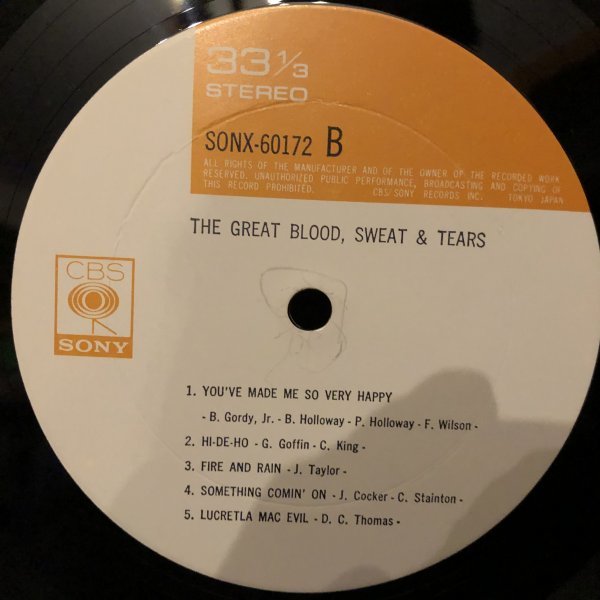 33 1/3
STEREO
SONX-60172 B
ALL RIGHTS OF THE MANUFACTURER AND OF THE OWNER OF THE RECORDED WORK
RESERVED. UNAUTHORIZED PUBLIC PERFORMANCE, BROADCASTING AND COPYING OF
THIS RECORD PROHIBITED. CBS/SONY RECORDS INC. TOKYO JAPAN
THE GREAT BLOOD, SWEAT & TEARS
CBS
SONY
1. YOU'VE MADE ME SO VERY HAPPY
- B. Gordy, Jr. - B. Holloway - P. Holloway - F. Wilson -
2. HI-DE-HO - G. Goffin - C. King -
3. FIRE AND RAIN - J. Taylor -
4. SOMETHING COMIN' ON - J. Cocker - C. Stainton -
5. LUCRETLA MAC EVIL - D. C. Thomas -